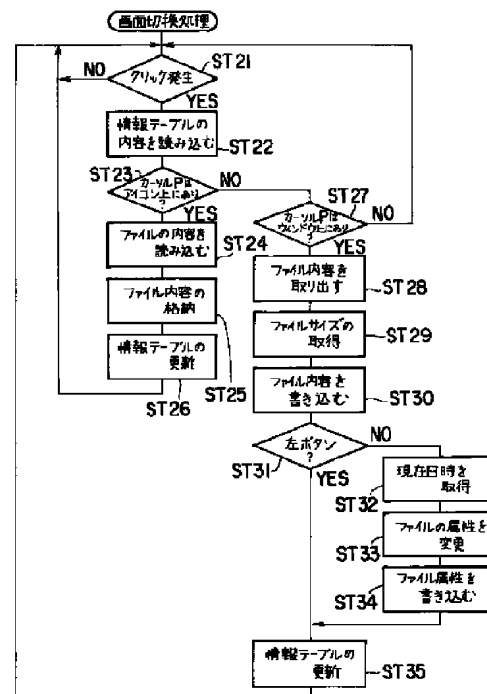 画面切換処理
クリック発生
ST21
NO
YES
情報テーブルの
内容を読み込む
ST22
ST23
カーソルPは
アイコン上にあり
?
NO
YES
ファイルの内容を
読み込む
ST24
ファイル内容の
格納
ST25
情報テーブルの
更新
ST26
ST27
カーソルPは
ウィンドウ上にあり
?
NO
YES
ファイル内容を
取り出す
ST28
ファイルサイズの
取得
ST29
ファイル内容を
書き込む
ST30
左ボタン
?
NO
ST31
YES
現在日時を
取得
ST32
ファイルの属性を
変更
ST33
ファイル属性を
書き込む
ST34
情報テーブルの
更新
ST35